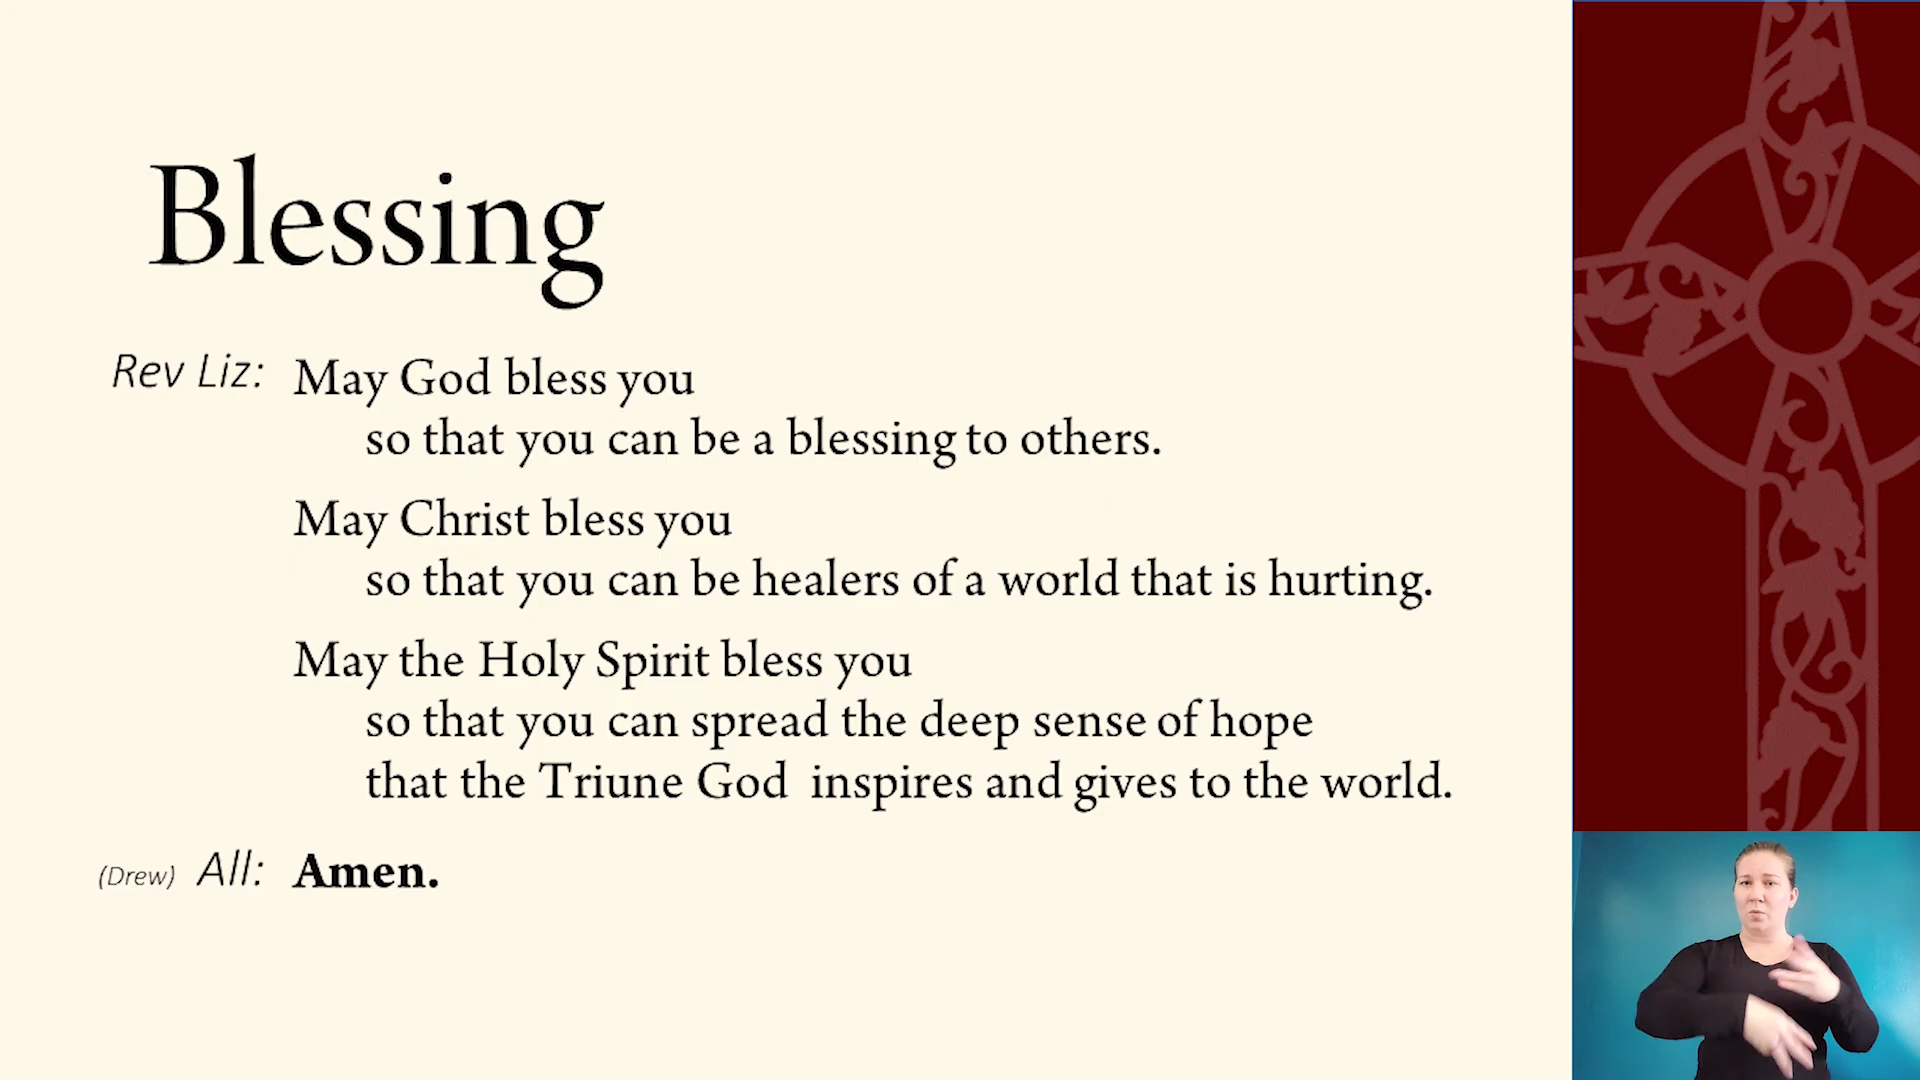 Blessing
Rev Liz: May God bless you
so that you can be a blessing to others.
May Christ bless you
so that you can be healers of a world that is hurting.
May the Holy Spirit bless you
so that you can spread the deep sense of hope
that the Triune God inspires and gives to the world.
(Drew) All: Amen.